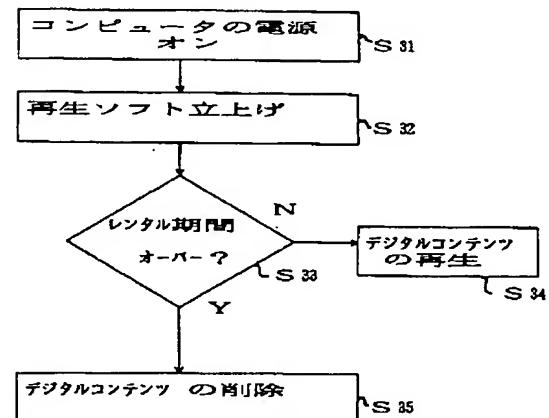 コンピュータの電源
オン
S 31
再生ソフト立上げ
S 32
レンタル期間
オーバー？
N
S 33
Y
デジタルコンテンツ
の再生
S 34
デジタルコンテンツ の削除
S 35